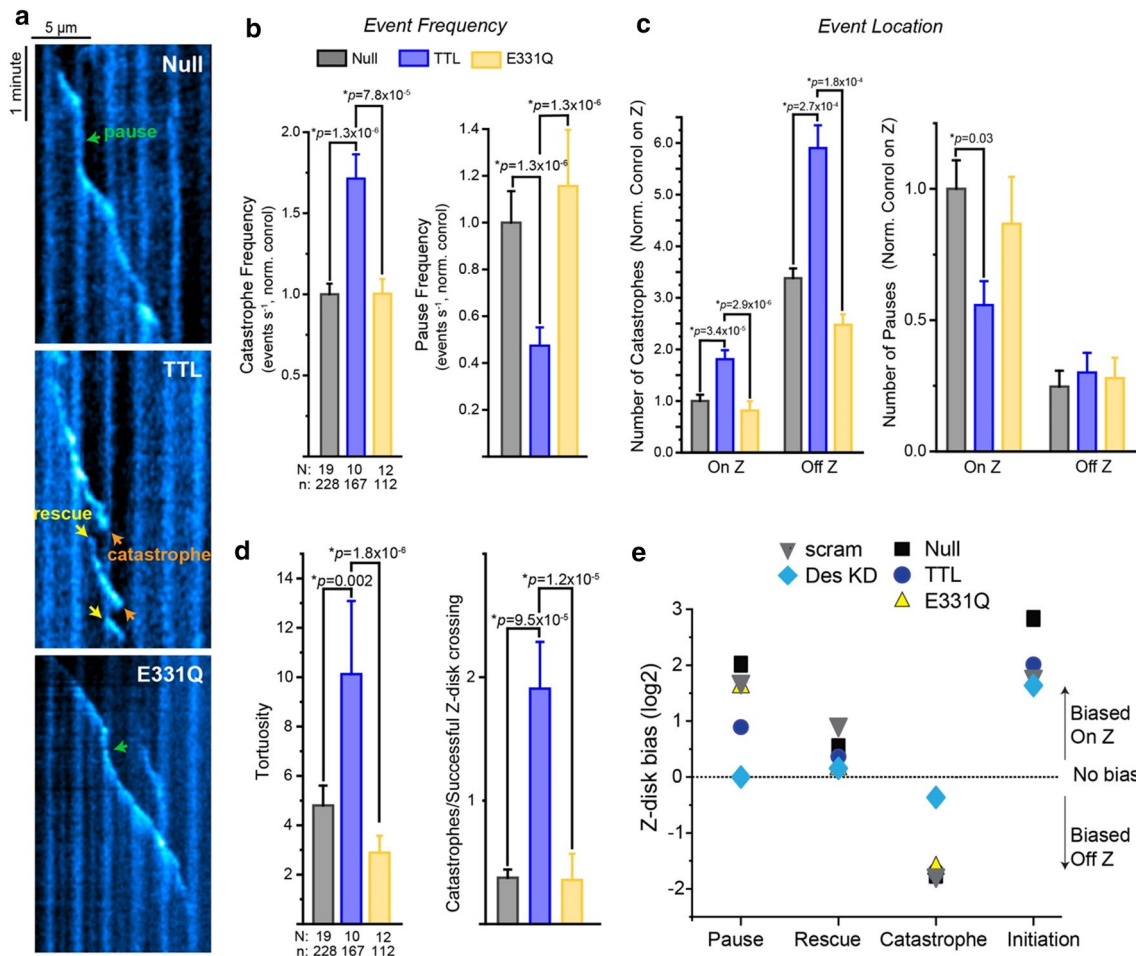 a
5 µm
1 minute
Null
pause
TTL
rescue
catastrophe
E331Q
b
Event Frequency
Null
TTL
E331Q
Catastrophe Frequency
(events s⁻¹, norm. control)
2.0
1.75
1.5
1.0
0.5
*p=1.3x10⁻⁶
*p=7.8x10⁻⁵
N: 19 10 12
n: 228 167 112
Pause Frequency
(events s⁻¹, norm. conrol)
1.4
1.2
1.0
0.8
0.6
0.4
0.2
*p=1.3x10⁻⁶
*p=1.3x10⁻⁶
c
Event Location
Number of Catastrophes (Norm. Conrol on Z)
6.0
5.0
4.0
3.5
3.0
2.0
1.0
0.0
*p=3.4x10⁻⁵
*p=2.9x10⁻⁶
*p=2.7x10⁻⁴
*p=1.8x10⁻⁴
On Z
Off Z
Number of Pauses (Norm. Conrol on Z)
1.0
0.5
0.0
*p=0.03
On Z
Off Z
d
Tortuosity
14
12
10
8
6
4
2
*p=0.002
*p=1.8x10⁻⁶
N: 19 10 12
n: 228 167 112
Catastrophes/Successful Z-disk crossing
2
1
*p=9.5x10⁻⁵
*p=1.2x10⁻⁵
e
scram
Des KD
Null
TTL
E331Q
Z-disk bias (log2)
3
2
1
0
-1
-2
Pause
Rescue
Catastrophe
Initiation
Biased
On Z
No bias
Biased
Off Z